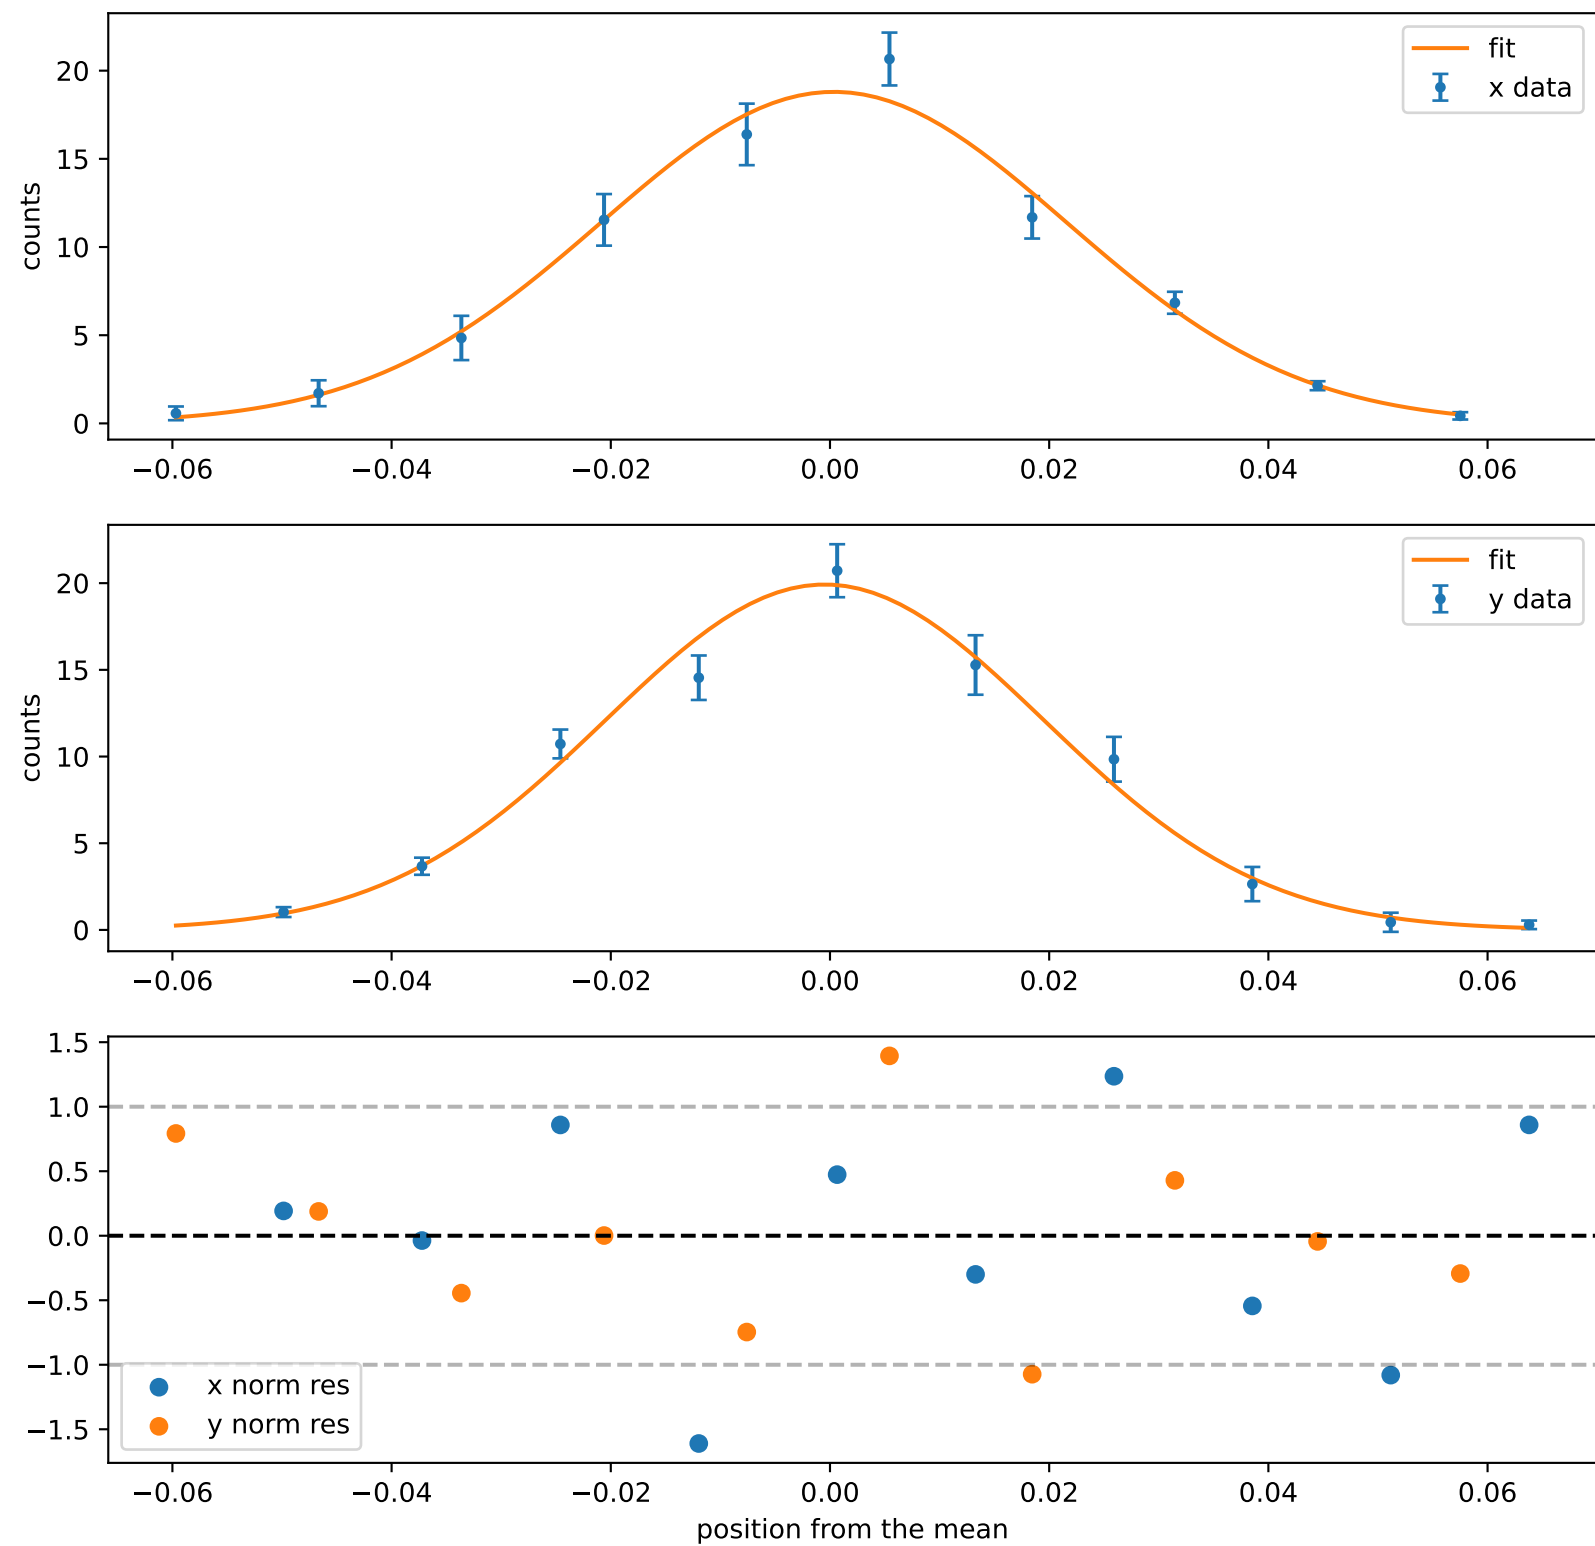 20
15
10
5
0
counts
fit
x data
−0.06 −0.04 −0.02 0.00 0.02 0.04 0.06
20
15
10
5
0
counts
fit
y data
−0.06 −0.04 −0.02 0.00 0.02 0.04 0.06
1.5
1.0
0.5
0.0
−0.5
−1.0
−1.5
x norm res
y norm res
−0.06 −0.04 −0.02 0.00 0.02 0.04 0.06
position from the mean